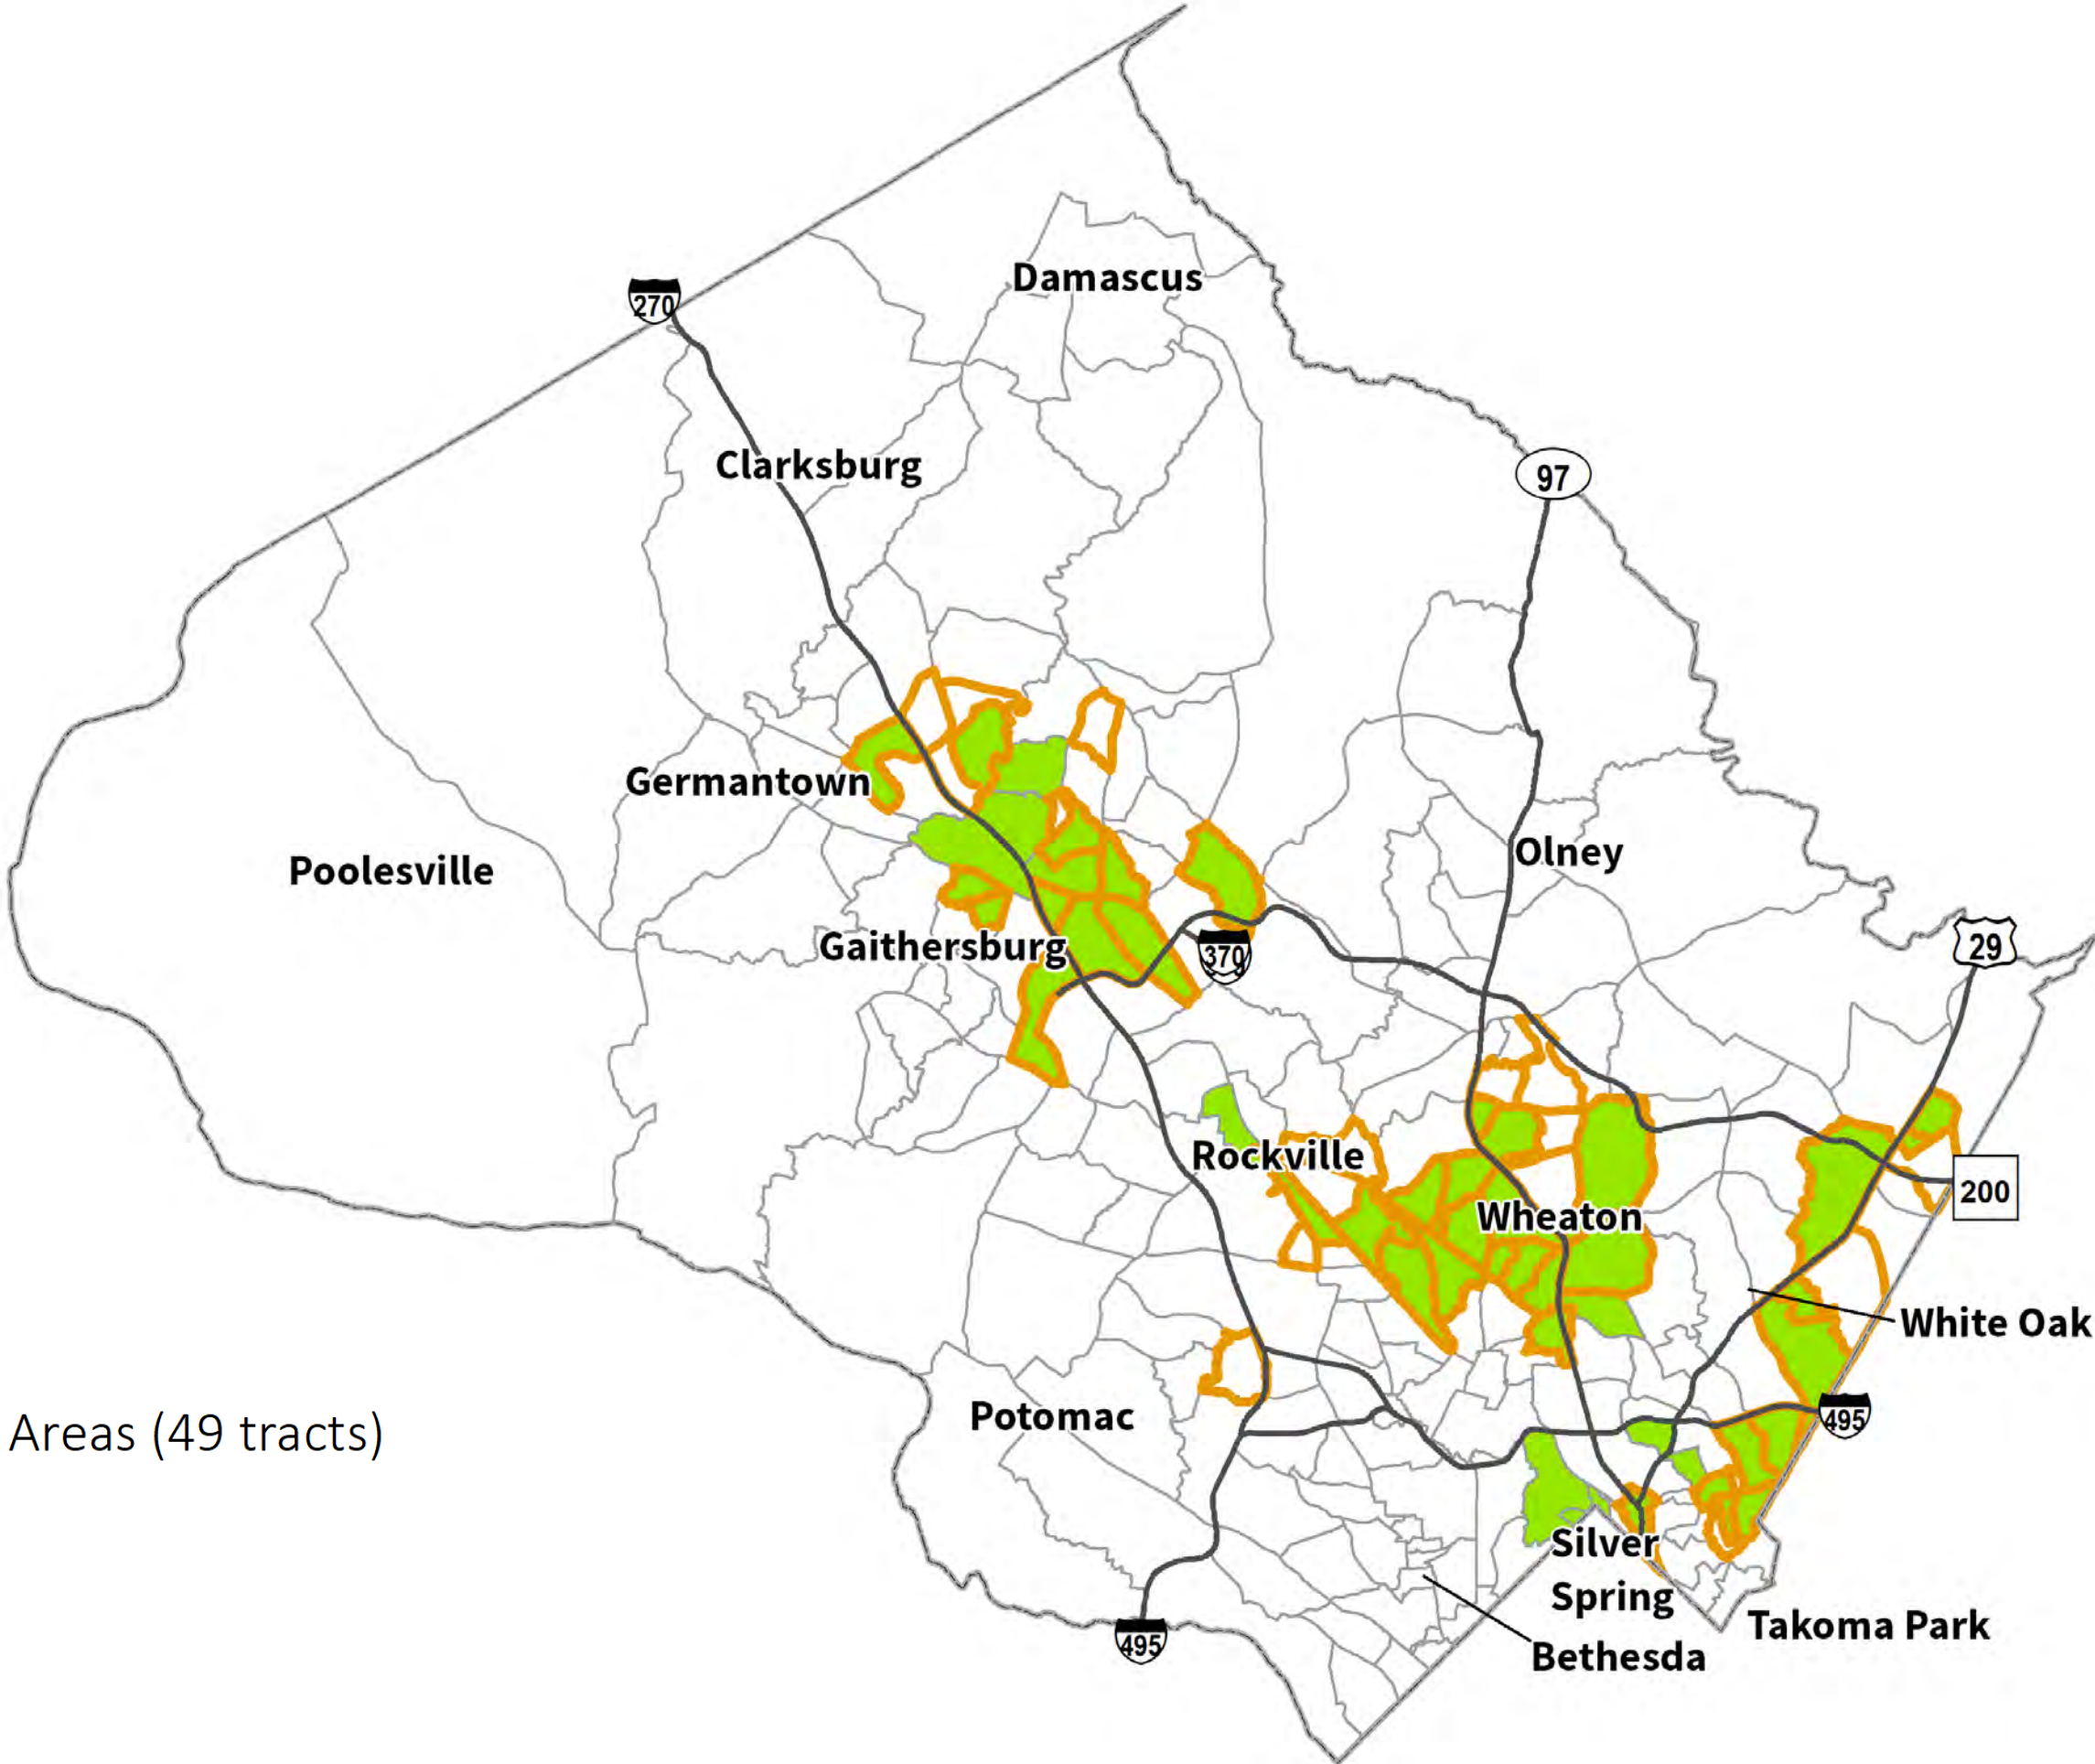 Damascus
270
Clarksburg
97
Germantown
Olney
Poolesville
29
Gaithersburg
370
Rockville
200
Wheaton
White Oak
Potomac
495
Areas (49 tracts)
Silver
Spring
Takoma Park
495
Bethesda